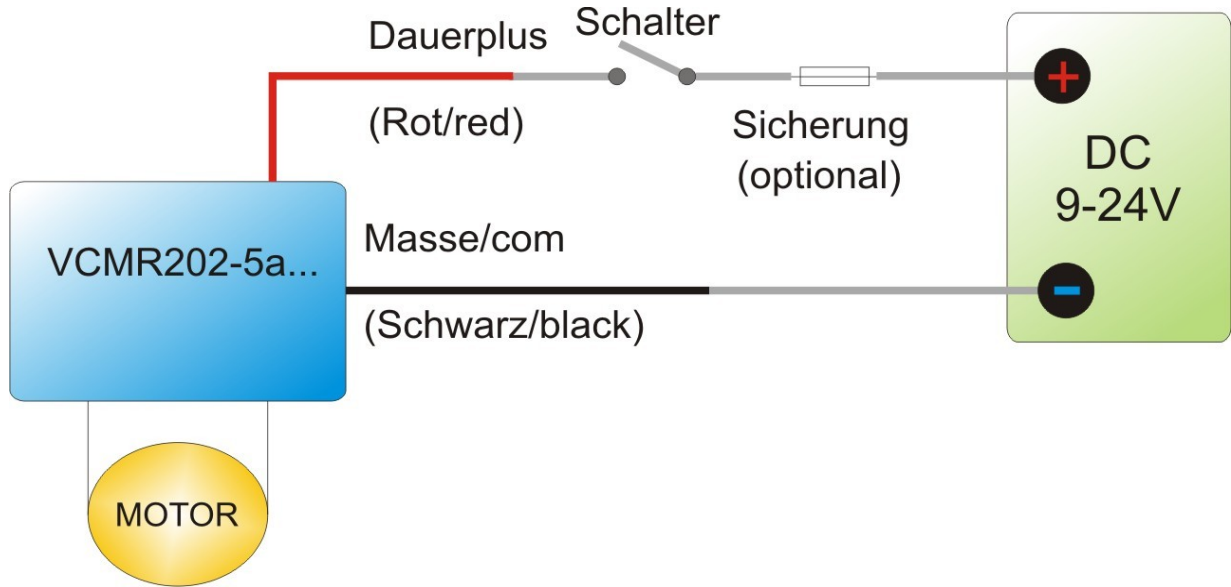 Dauerplus
Schalter
(Rot/red)
Sicherung
(optional)
+
DC
9-24V
VCMR202-5a...
Masse/com
(Schwarz/black)
-
MOTOR